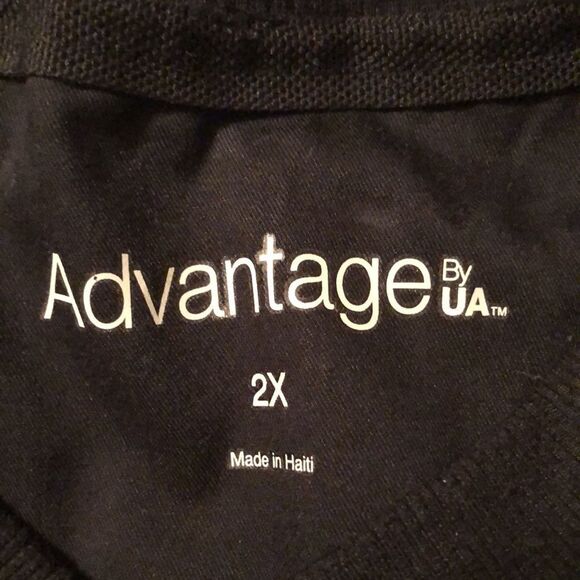 Advantage By UA™
2X
Made in Haiti